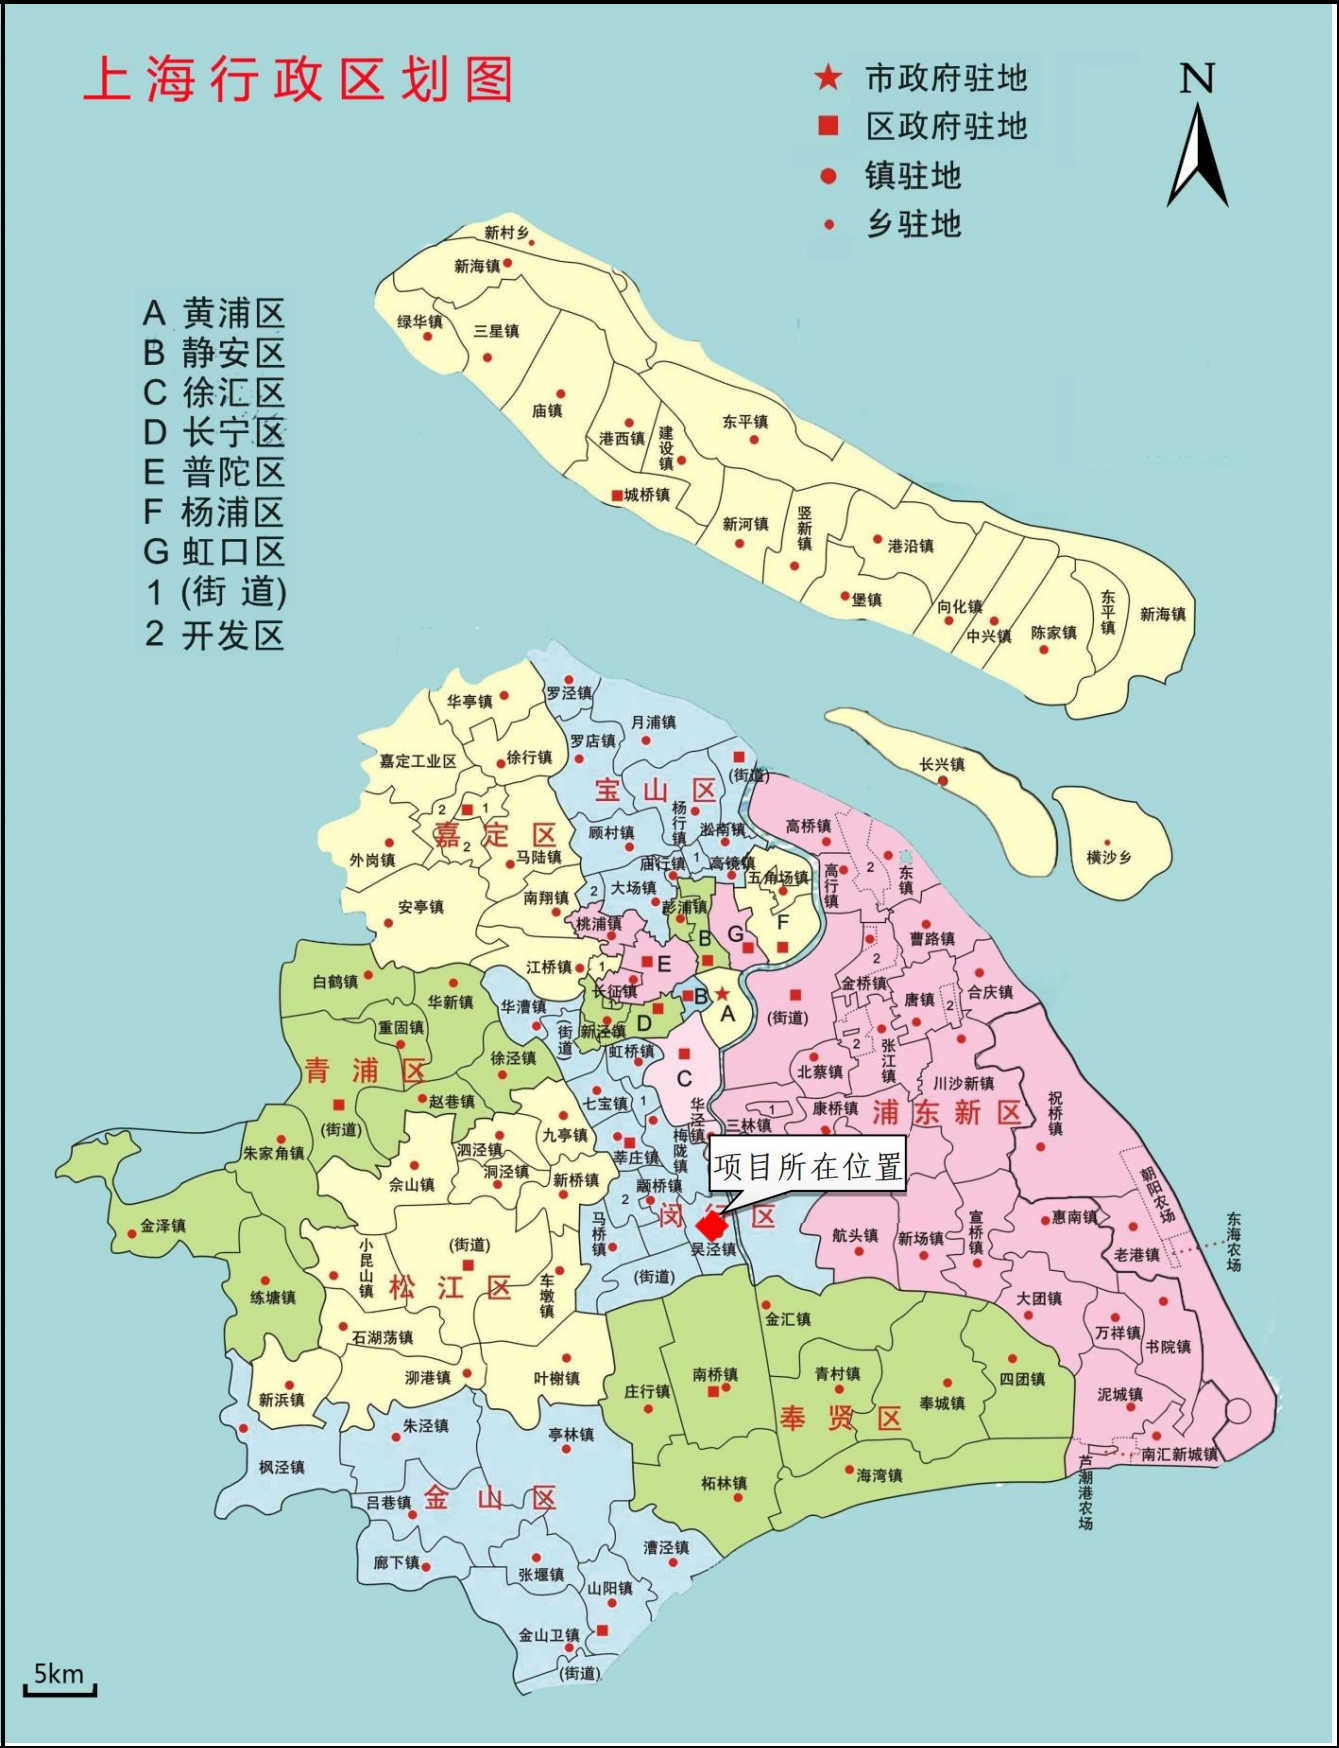 上海行政区划图
市政府驻地
区政府驻地
镇驻地
乡驻地
N
A 黄浦区
B 静安区
C 徐汇区
D 长宁区
E 普陀区
F 杨浦区
G 虹口区
1 (街 道)
2 开发区
新村乡
新海镇
绿华镇
三星镇
庙镇
港西镇
建设镇
东平镇
城桥镇
新河镇
竖新镇
港沿镇
堡镇
向化镇
中兴镇
陈家镇
东平镇
新海镇
长兴镇
横沙乡
华亭镇
嘉定工业区
徐行镇
2
1
嘉定区
2
外岗镇
马陆镇
安亭镇
南翔镇
江桥镇
1
罗泾镇
月浦镇
罗店镇
(街道)
宝山区
杨行镇
顾村镇
淞南镇
庙行镇
1
高镜镇
2
大场镇
五角场镇
彭浦镇
桃浦镇
B
G
F
E
长征镇
B
A
1
新泾镇
D
C
高桥镇
高行镇
2
东镇
曹路镇
2
金桥镇
唐镇
2
合庆镇
(街道)
2
张江镇
北蔡镇
川沙新镇
1
康桥镇
三林镇
浦东新区
祝桥镇
朝阳农场
东海农场
惠南镇
老港镇
宣桥镇
新场镇
航头镇
大团镇
万祥镇
书院镇
泥城镇
南汇新城镇
芦潮港农场
白鹤镇
华新镇
重固镇
徐泾镇
青浦区
赵巷镇
(街道)
朱家角镇
金泽镇
练塘镇
华漕镇
(街道)
虹桥镇
七宝镇
1
华泾镇
梅陇镇
莘庄镇
颛桥镇
2
马桥镇
闵行区
项目所在位置
吴泾镇
(街道)
九亭镇
泗泾镇
洞泾镇
佘山镇
新桥镇
小昆山镇
(街道)
松江区
车墩镇
石湖荡镇
泖港镇
叶榭镇
新浜镇
金汇镇
南桥镇
青村镇
四团镇
庄行镇
奉城镇
奉贤区
海湾镇
柘林镇
朱泾镇
亭林镇
枫泾镇
吕巷镇
金山区
廊下镇
张堰镇
漕泾镇
山阳镇
金山卫镇
(街道)
5km